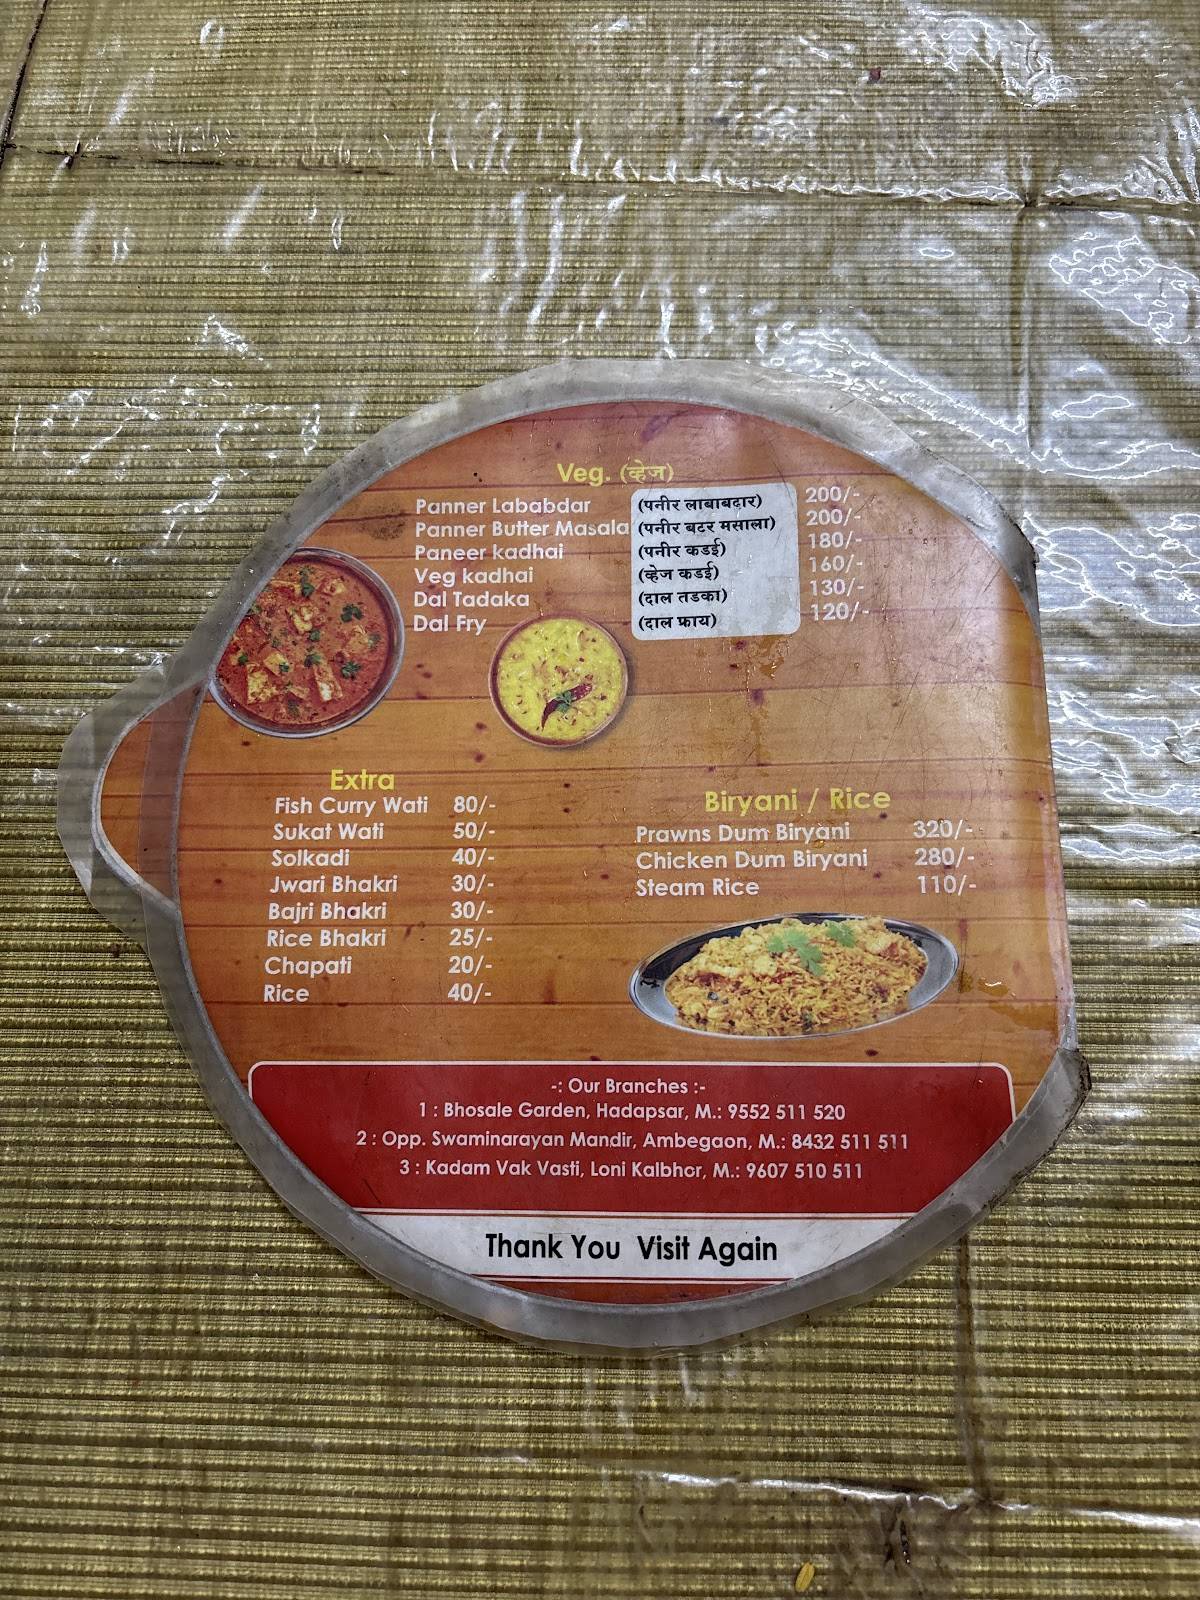 Veg. (व्हेज)
Panner Lababdar (पनीर लाबाबदार) 200/-
Panner Butter Masala (पनीर बटर मसाला) 200/-
Paneer kadhai (पनीर कडई) 180/-
Veg kadhai (व्हेज कडई) 160/-
Dal Tadaka (दाल तडका) 130/-
Dal Fry (दाल फ्राय) 120/-
Extra
Fish Curry Wati 80/-
Sukat Wati 50/-
Solkadi 40/-
Jwari Bhakri 30/-
Bajri Bhakri 30/-
Rice Bhakri 25/-
Chapati 20/-
Rice 40/-
Biryani / Rice
Prawns Dum Biryani 320/-
Chicken Dum Biryani 280/-
Steam Rice 110/-
-: Our Branches :-
1 : Bhosale Garden, Hadapsar, M.: 9552 511 520
2 : Opp. Swaminarayan Mandir, Ambegaon, M.: 8432 511 511
3 : Kadam Vak Vasti, Loni Kalbhor, M.: 9607 510 511
Thank You Visit Again